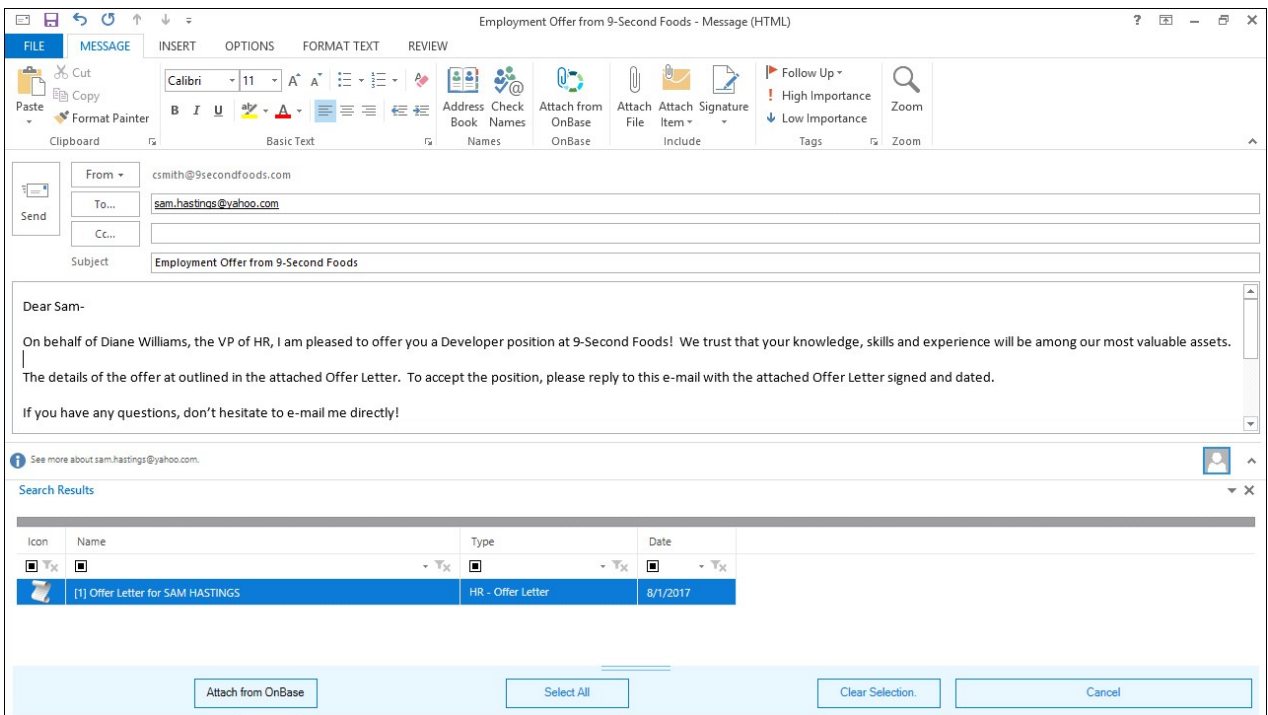 Employment Offer from 9-Second Foods - Message (HTML)
?
FILE MESSAGE INSERT OPTIONS FORMAT TEXT REVIEW
Paste
Cut
Copy
Format Painter
Clipboard
Calibri 11
B I U
Basic Text
Address Book
Check Names
Names
Attach from OnBase
OnBase
Attach File
Attach Item
Signature
Include
Follow Up
High Importance
Low Importance
Tags
Zoom
Zoom
Send
From csmith@9secondfoods.com
To... sam.hastings@yahoo.com
Cc...
Subject Employment Offer from 9-Second Foods
Dear Sam-
On behalf of Diane Williams, the VP of HR, I am pleased to offer you a Developer position at 9-Second Foods! We trust that your knowledge, skills and experience will be among our most valuable assets.
The details of the offer at outlined in the attached Offer Letter. To accept the position, please reply to this e-mail with the attached Offer Letter signed and dated.
If you have any questions, don't hesitate to e-mail me directly!
See more about sam.hastings@yahoo.com.
Search Results
Icon Name Type Date
[1] Offer Letter for SAM HASTINGS HR - Offer Letter 8/1/2017
Attach from OnBase Select All Clear Selection. Cancel